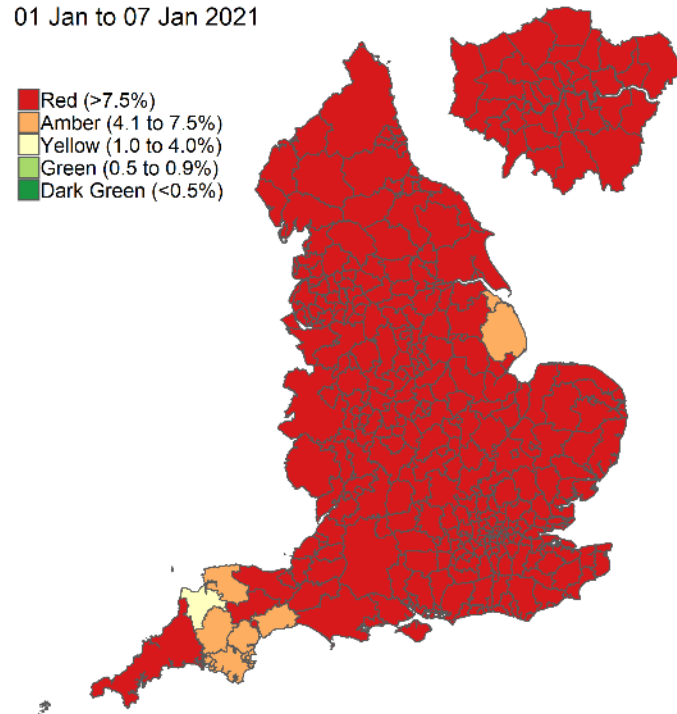 01 Jan to 07 Jan 2021
Red (>7.5%)
Amber (4.1 to 7.5%)
Yellow (1.0 to 4.0%)
Green (0.5 to 0.9%)
Dark Green (<0.5%)